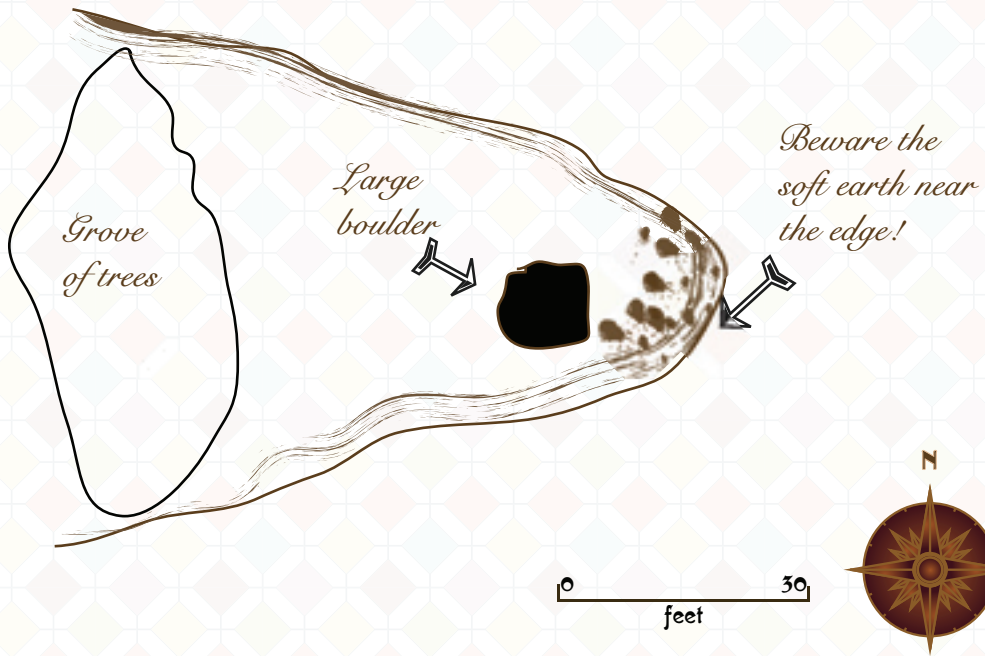 Beware the
soft earth near
the edge!
Large
boulder
Grove
of trees
N
0 30
feet